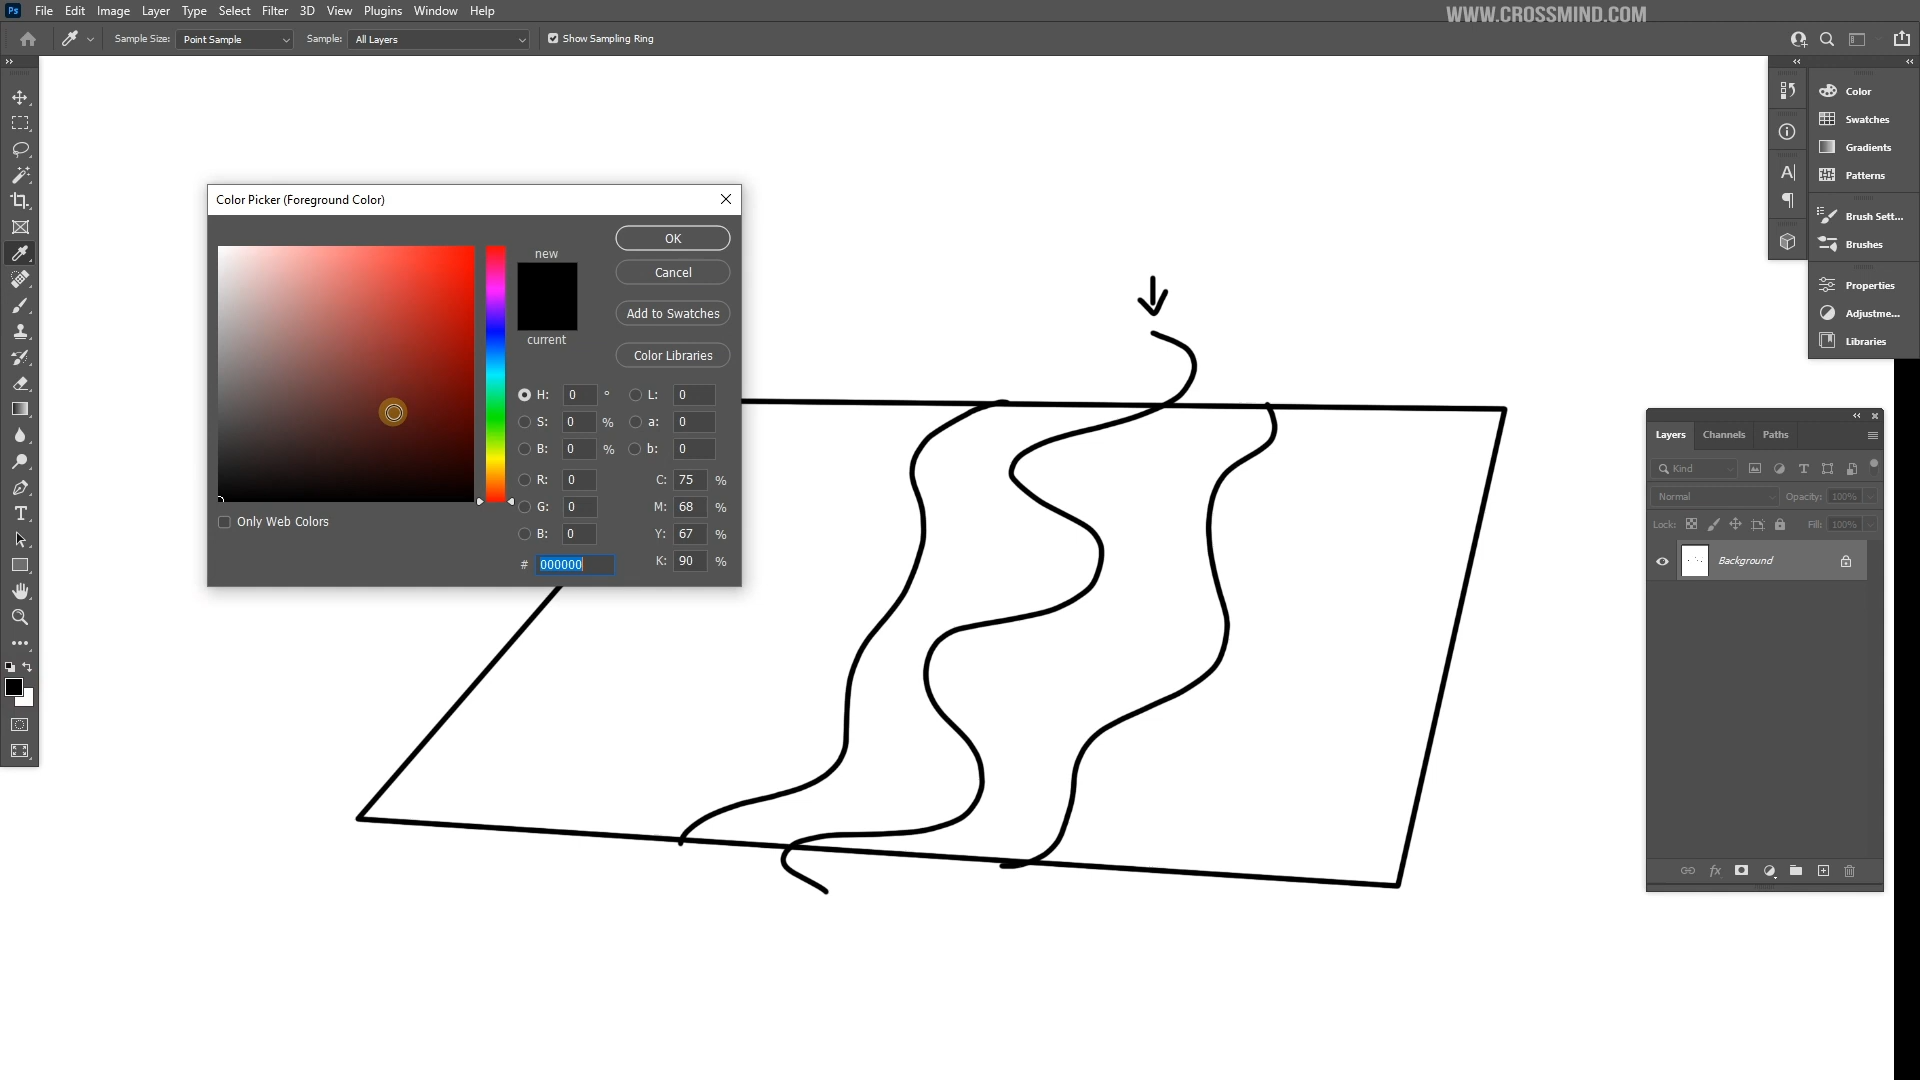 Ps File Edit Image Layer Type Select Filter 3D View Plugins Window Help
WWW.CROSSMIND.COM
Sample Size: Point Sample Sample: All Layers Show Sampling Ring
Color
Swatches
Gradients
Patterns
Brush Sett...
Brushes
Properties
Adjustme...
Libraries
Color Picker (Foreground Color)
new
current
OK
Cancel
Add to Swatches
Color Libraries
H: 0 ° L: 0
S: 0 % a: 0
B: 0 % b: 0
R: 0 C: 75 %
G: 0 M: 68 %
B: 0 Y: 67 %
# 000000 K: 90 %
Only Web Colors
Layers Channels Paths
Kind
Normal Opacity: 100%
Lock: Fill: 100%
Background
fx